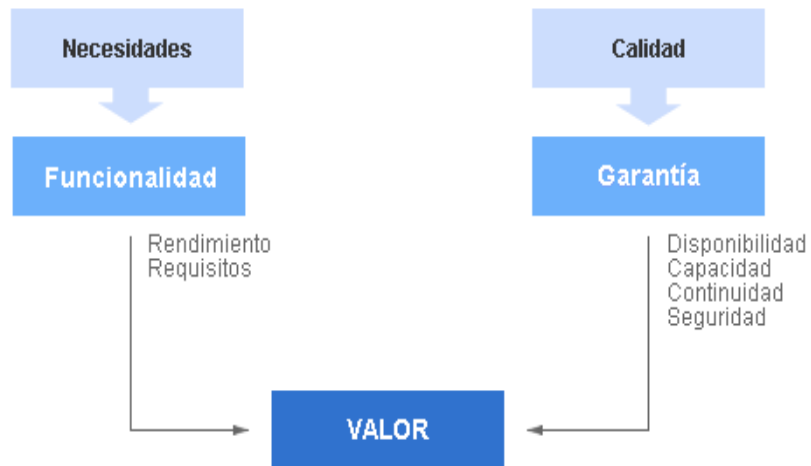 Necesidades
Calidad
Funcionalidad
Garantía
Rendimiento
Requisitos
Disponibilidad
Capacidad
Continuidad
Seguridad
VALOR